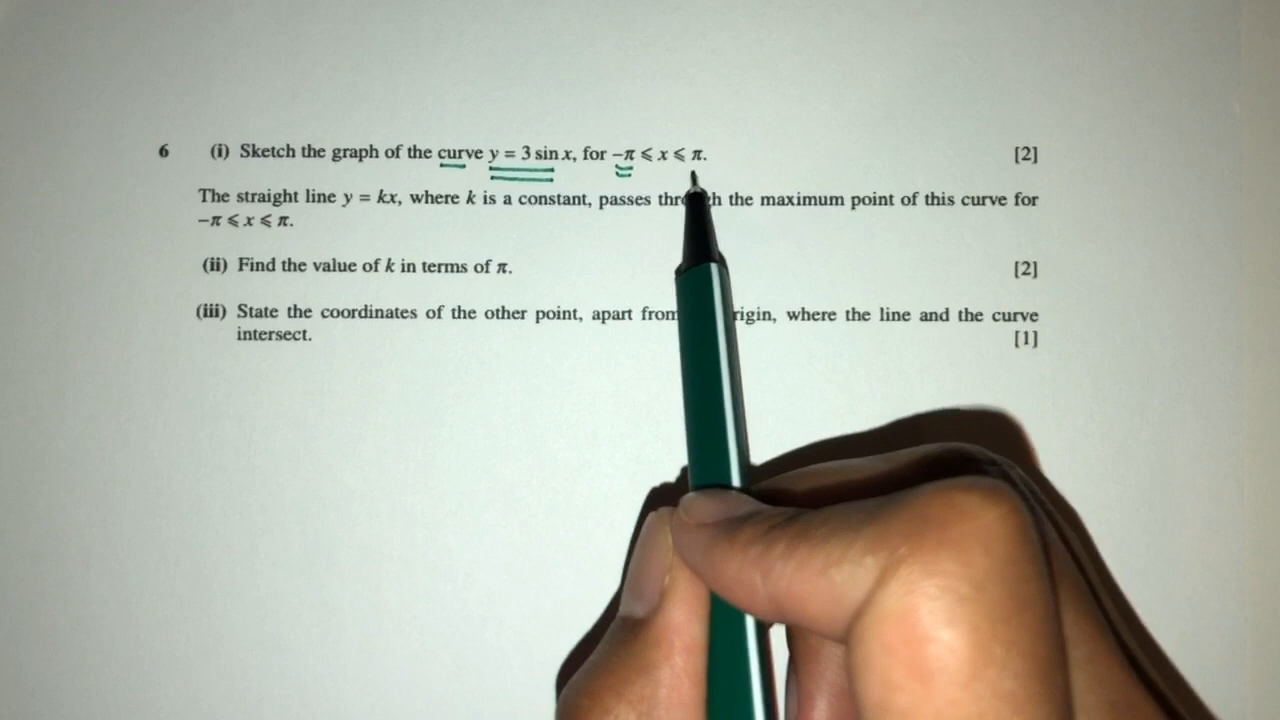 6 (i) Sketch the graph of the curve y = 3 sin x, for −π ⩽ x ⩽ π. [2]
The straight line y = kx, where k is a constant, passes the maximum point of this curve for
−π ⩽ x ⩽ π.
(ii) Find the value of k in terms of π. [2]
(iii) State the coordinates of the other point, apart from where the line and the curve
intersect. [1]